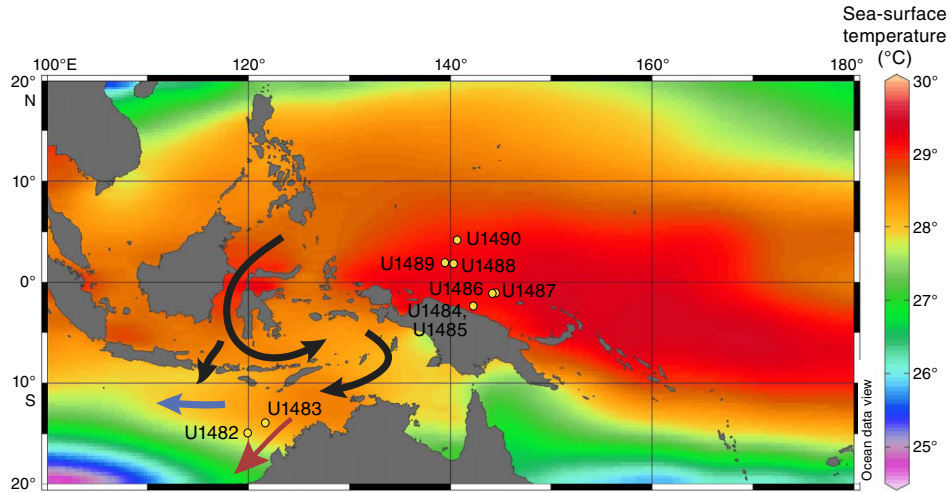 Sea-surface
temperature
(°C)
100°E 120° 140° 160° 180°
20°
N
10°
0°
10°
S
20°
U1490
U1489 U1488
U1486 U1487
U1484,
U1485
U1483
U1482
Ocean data view
30°
29°
28°
27°
26°
25°